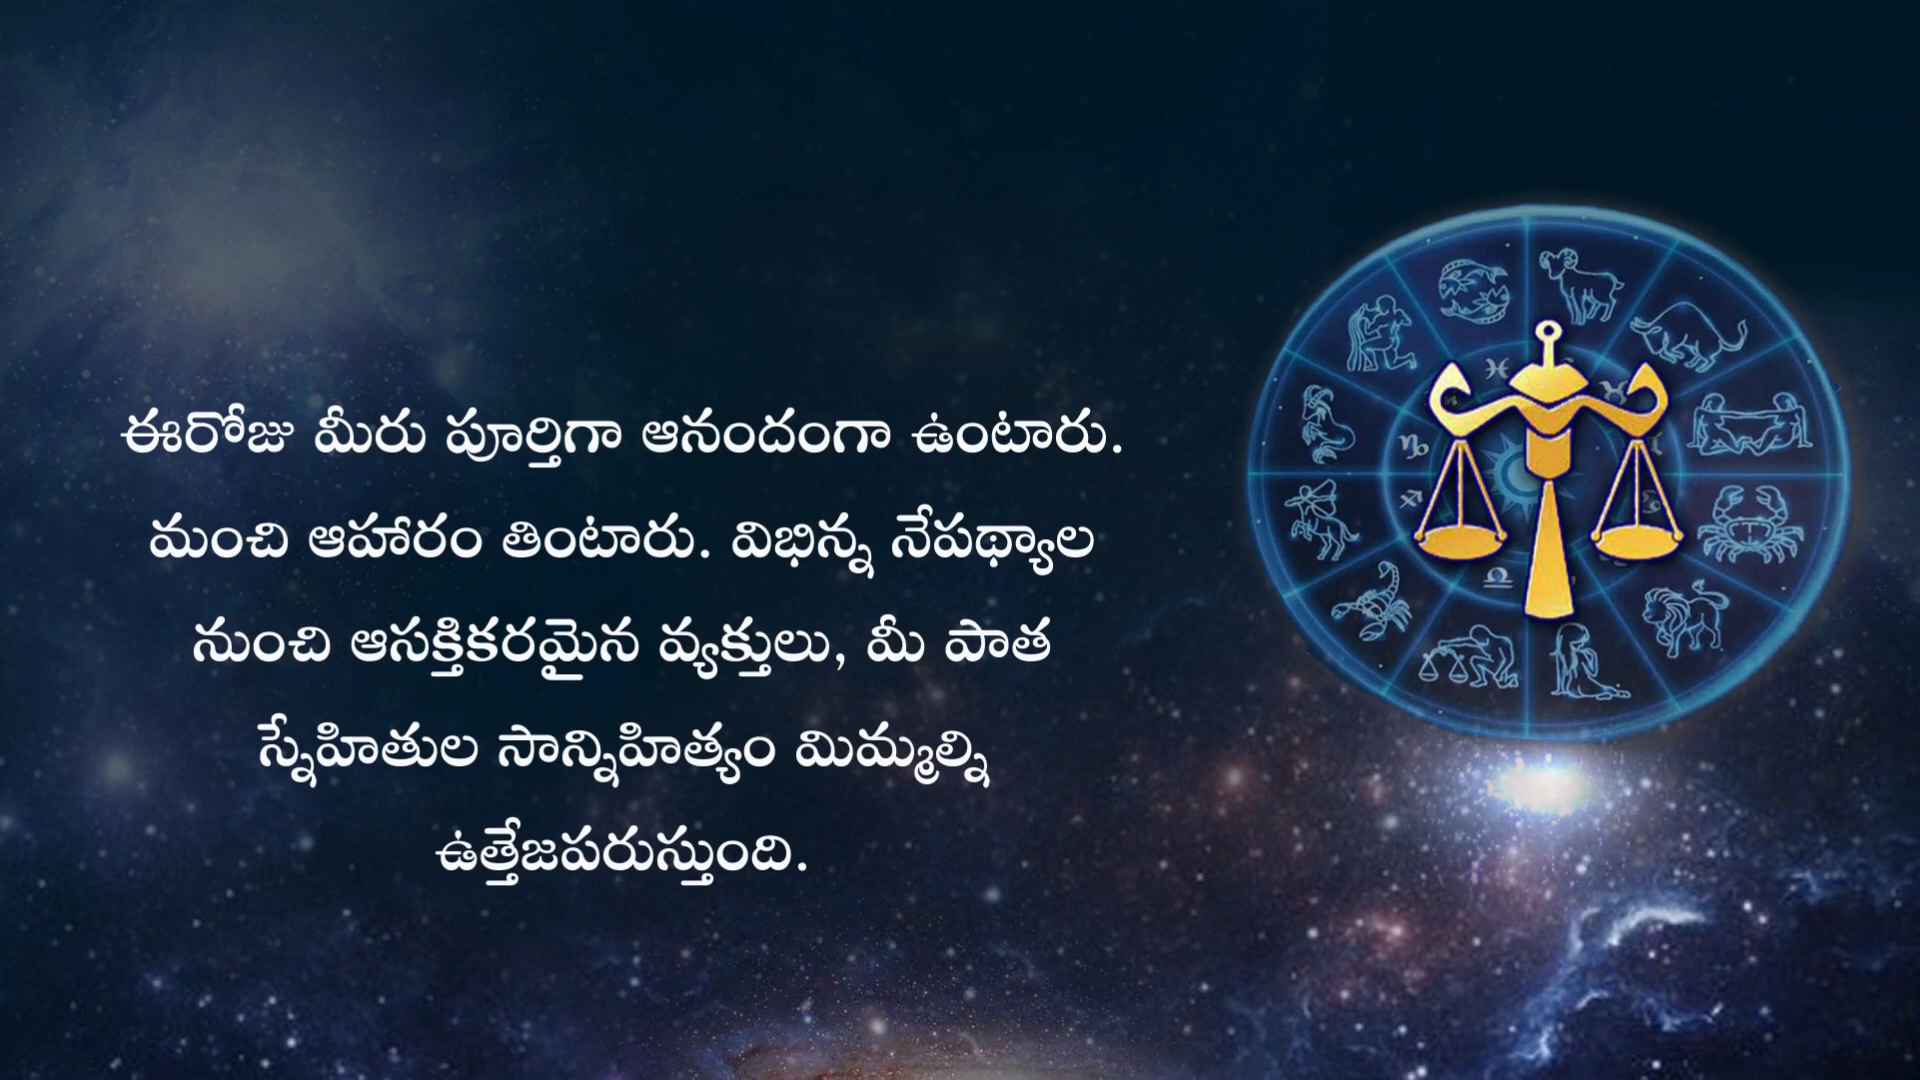 ఈరోజు మీరు పూర్తిగా ఆనందంగా ఉంటారు.
మంచి ఆహారం తింటారు. విభిన్న నేపథ్యాల
నుంచి ఆసక్తికరమైన వ్యక్తులు, మీ పాత
స్నేహితుల సాన్నిహిత్యం మిమ్మల్ని
ఉత్తేజపరుస్తుంది.